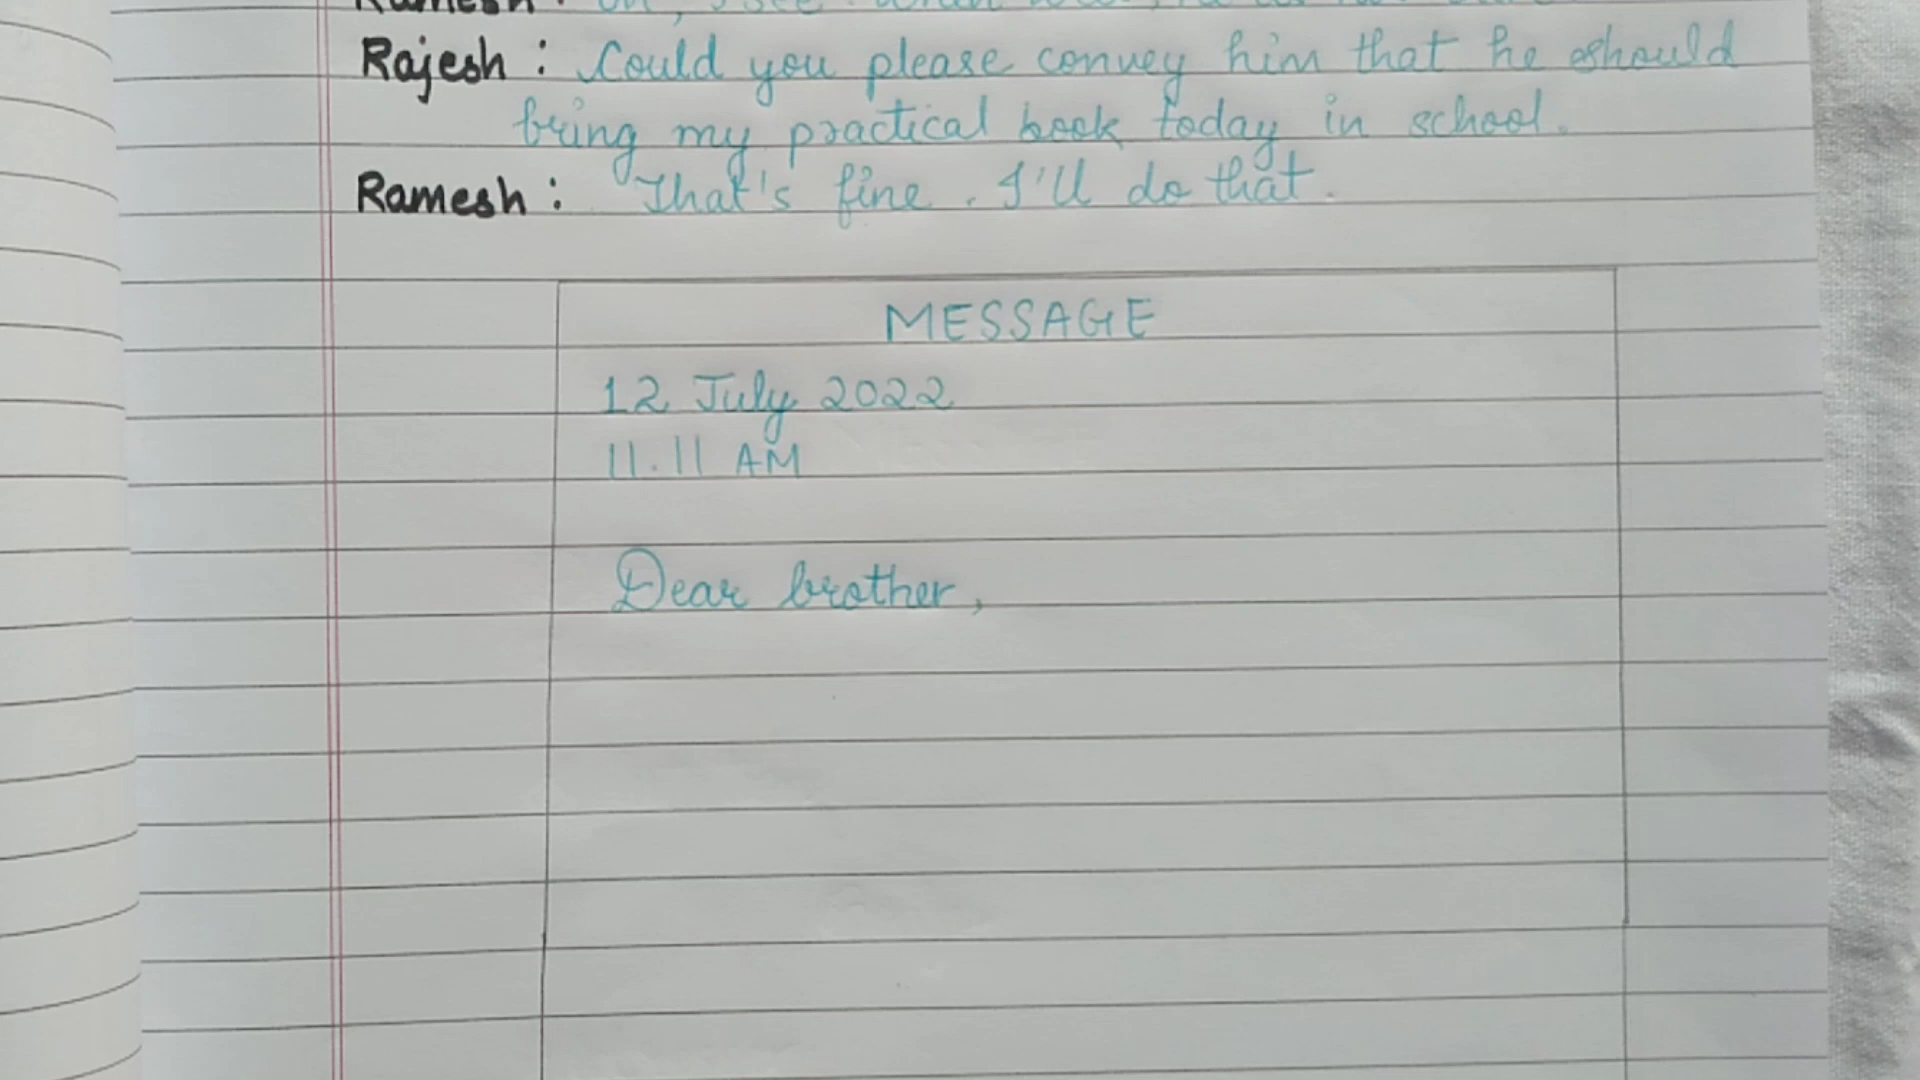 Rajesh : Could you please convey him that he should
bring my practical book today in school.
Ramesh : That's fine. I'll do that.
MESSAGE
12 July 2022
11.11 AM
Dear brother,